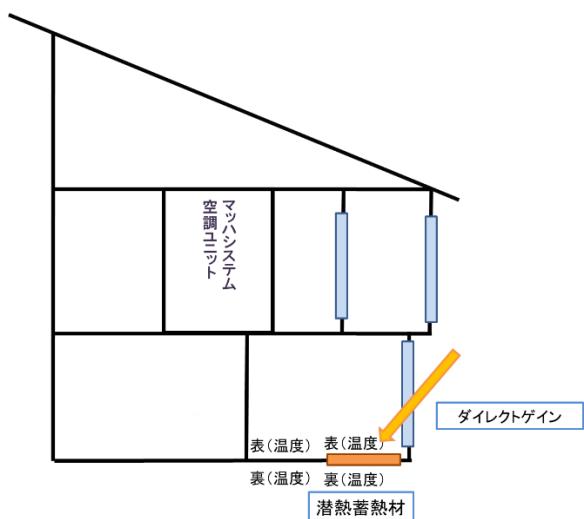 マッハシステム
空調ユニット
ダイレクトゲイン
表(温度) 表(温度)
裏(温度) 裏(温度)
潜熱蓄熱材